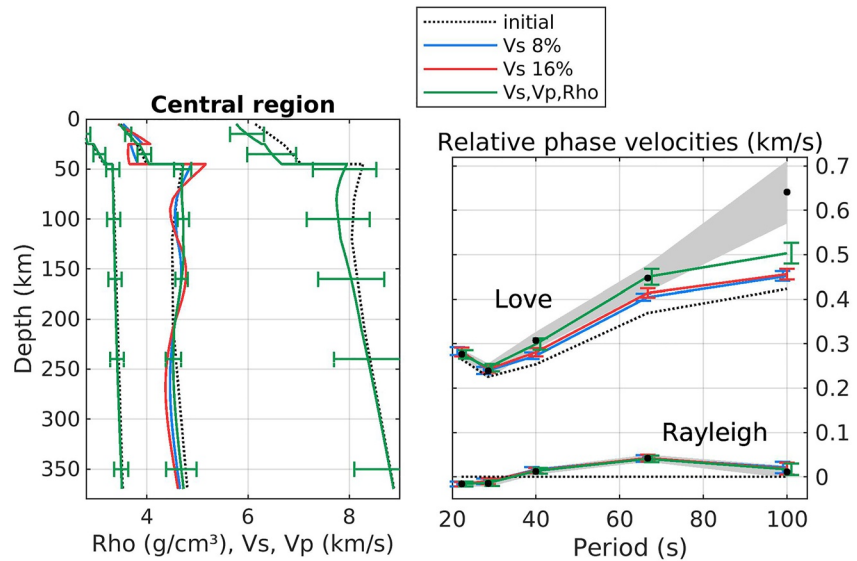 initial
Vs 8%
Vs 16%
Vs,Vp,Rho
Central region
0
50
100
150
200
250
300
350
Depth (km)
4
6
8
Rho (g/cm³), Vs, Vp (km/s)
Relative phase velocities (km/s)
0.7
0.6
0.5
0.4
0.3
0.2
0.1
0
Love
Rayleigh
20
40
60
80
100
Period (s)